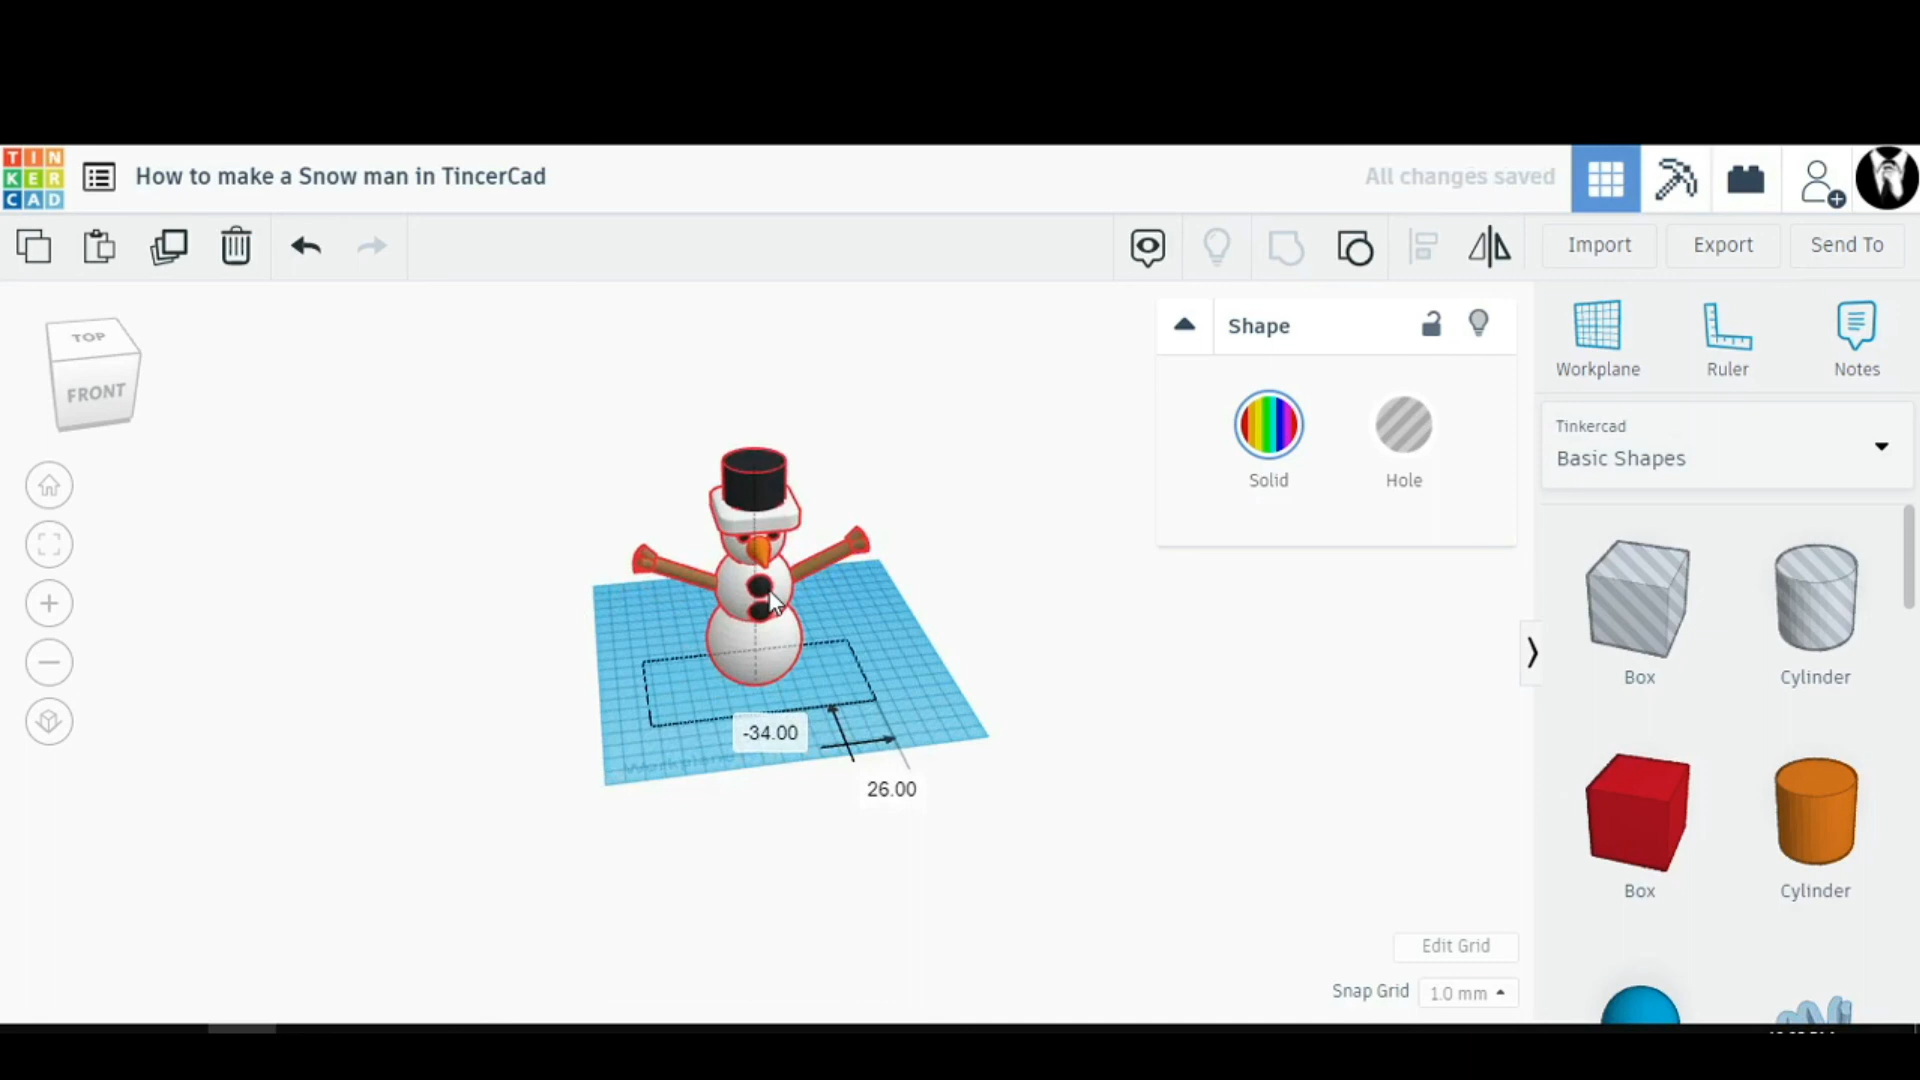 TIN
KER
CAD
How to make a Snow man in TincerCad
All changes saved
Import
Export
Send To
TOP
FRONT
Shape
Solid
Hole
Workplane
Ruler
Notes
Tinkercad
Basic Shapes
Box
Cylinder
Box
Cylinder
-34.00
26.00
Workplane
Edit Grid
Snap Grid
1.0 mm